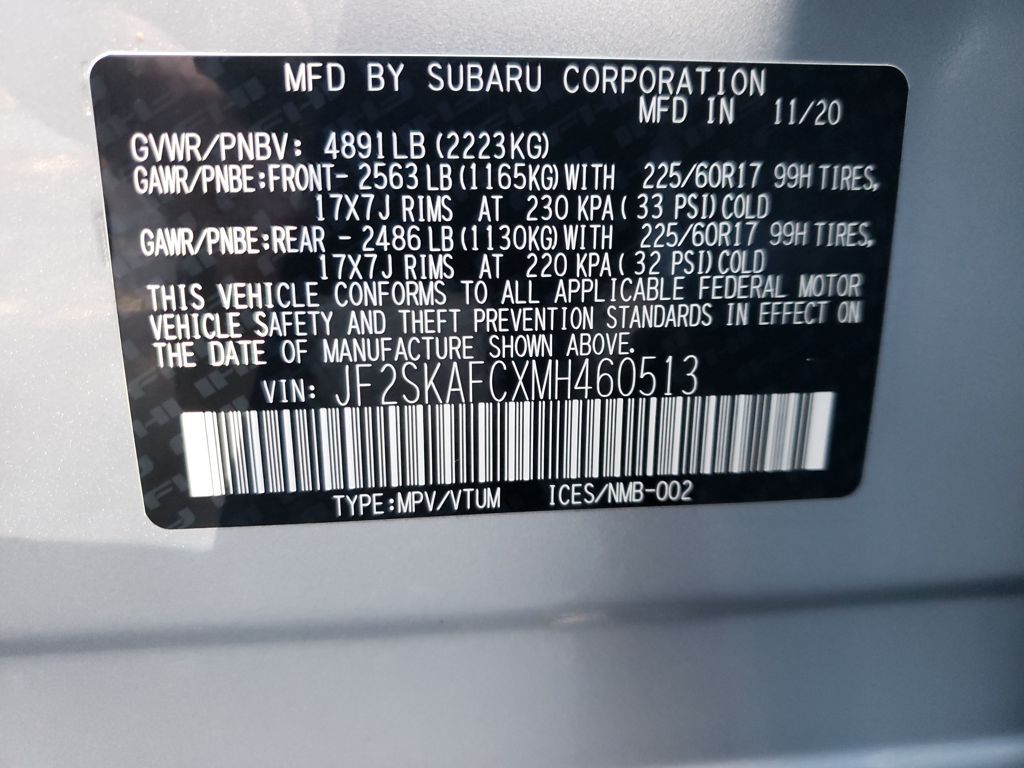 MFD BY SUBARU CORPORATION
MFD IN 11/20
GVWR/PNBV: 4891LB (2223KG)
GAWR/PNBE:FRONT- 2563 LB (1165KG)WITH 225/60R17 99H TIRES,
17X7J RIMS AT 230 KPA ( 33 PSI)COLD
GAWR/PNBE:REAR - 2486 LB (1130KG)WITH 225/60R17 99H TIRES,
17X7J RIMS AT 220 KPA ( 32 PSI)COLD
THIS VEHICLE CONFORMS TO ALL APPLICABLE FEDERAL MOTOR
VEHICLE SAFETY AND THEFT PREVENTION STANDARDS IN EFFECT ON
THE DATE OF MANUFACTURE SHOWN ABOVE.
VIN: JF2SKAFCXMH460513
TYPE:MPV/VTUM ICES/NMB-002